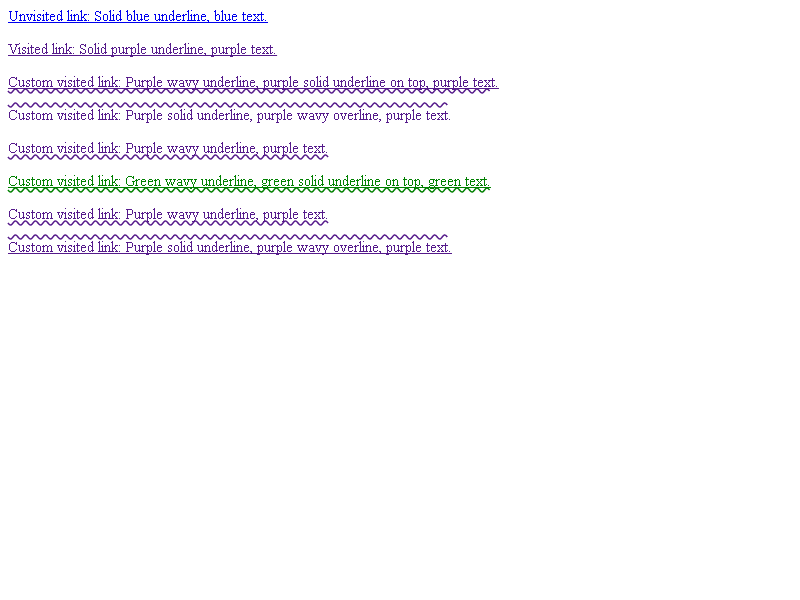 Unvisited link: Solid blue underline, blue text.
Visited link: Solid purple underline, purple text.
Custom visited link: Purple wavy underline, purple solid underline on top, purple text.
Custom visited link: Purple solid underline, purple wavy overline, purple text.
Custom visited link: Purple wavy underline, purple text.
Custom visited link: Green wavy underline, green solid underline on top, green text.
Custom visited link: Purple wavy underline, purple text.
Custom visited link: Purple solid underline, purple wavy overline, purple text.